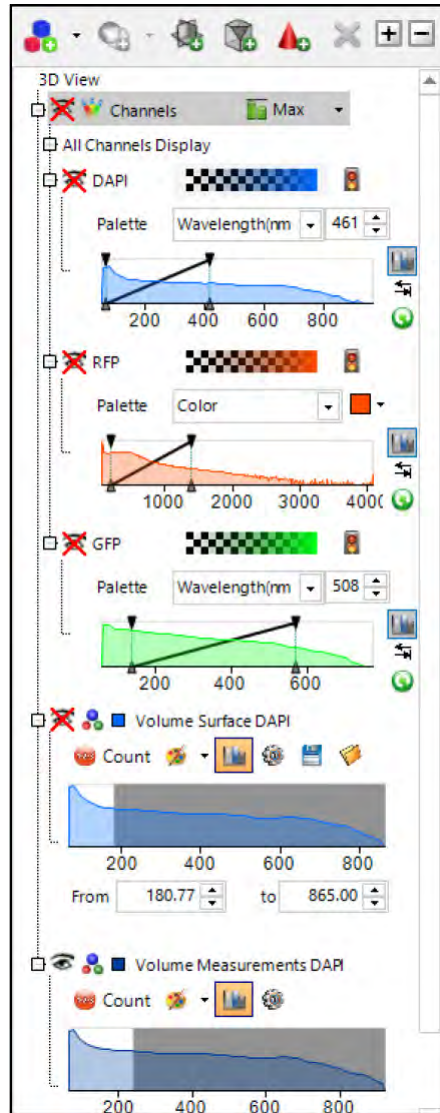 3D View
Channels Max
All Channels Display
DAPI
Palette Wavelength(nm 461
200 400 600 800
RFP
Palette Color
1000 2000 3000 400(
GFP
Palette Wavelength(nm 508
200 400 600
Volume Surface DAPI
Count
200 400 600 800
From 180.77 to 865.00
Volume Measurements DAPI
Count
200 400 600 800